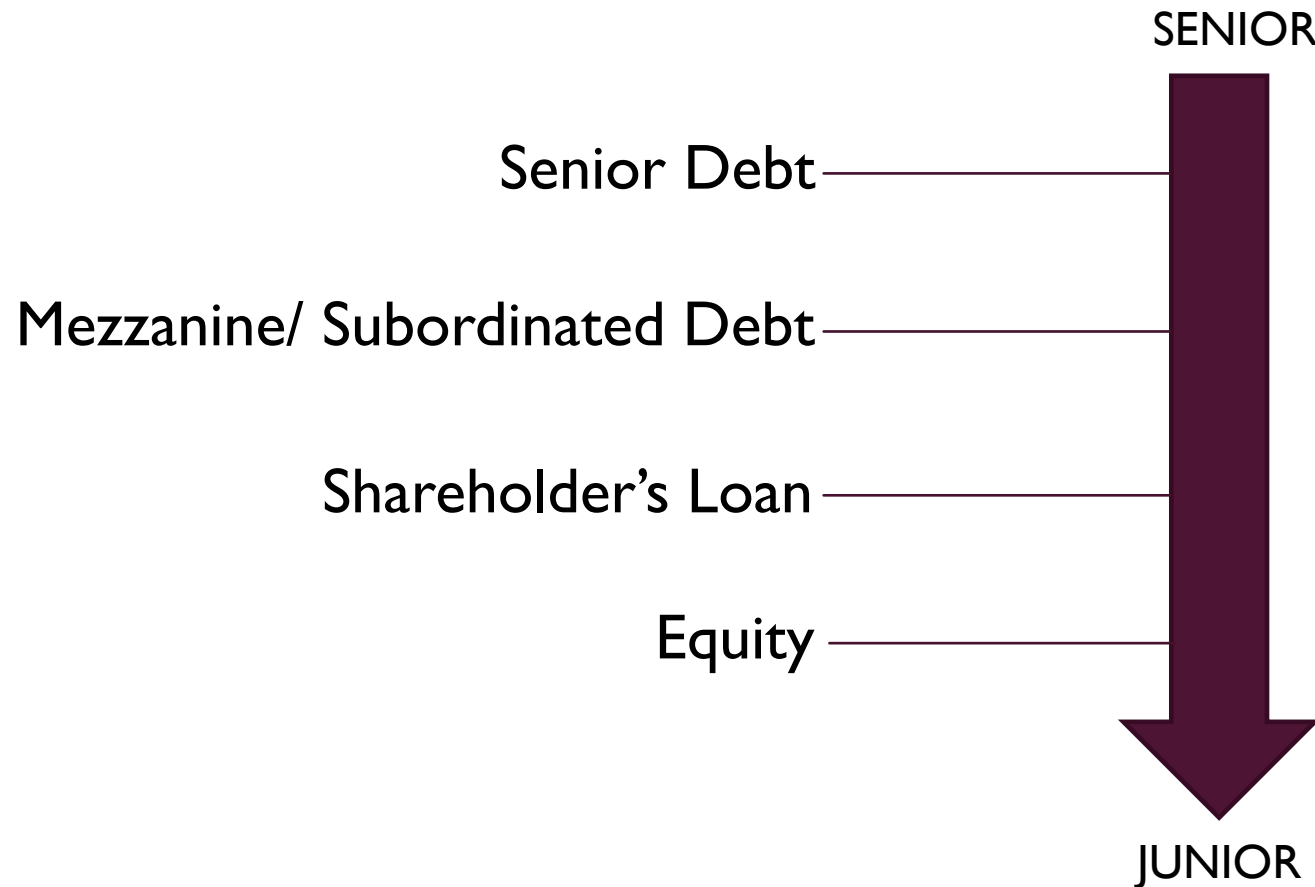 SENIOR
Senior Debt
Mezzanine/ Subordinated Debt
Shareholder’s Loan
Equity
JUNIOR